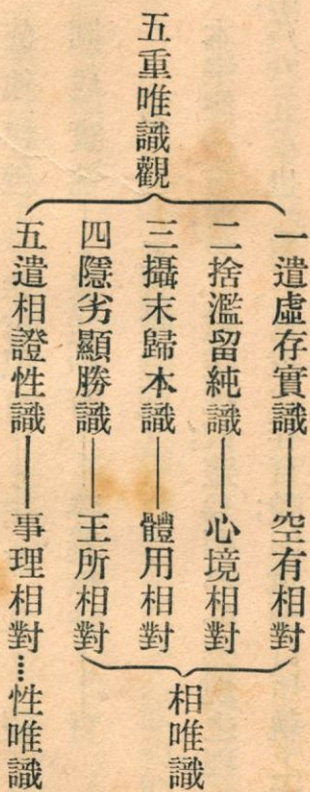 五重唯識觀
一遣虛存實識——空有相對
二捨濫留純識——心境相對
三攝末歸本識——體用相對
四隱劣顯勝識——王所相對
相唯識
五遣相證性識——事理相對……性唯識